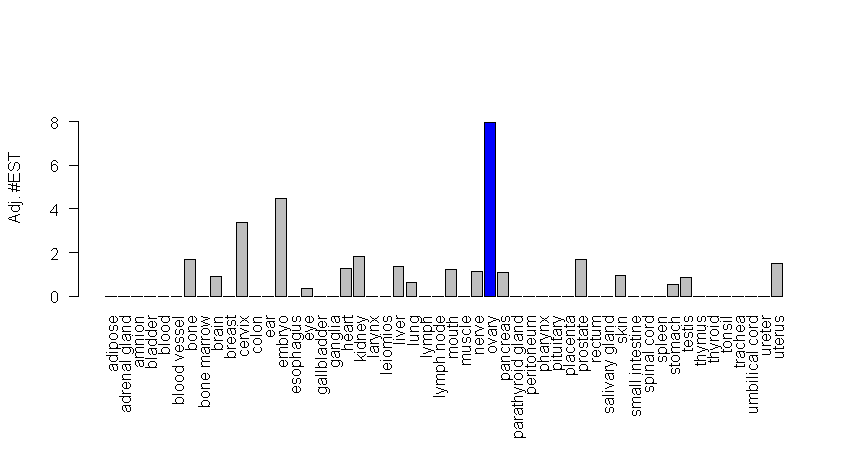 Adj. #EST
8
6
4
2
0
adipose
adrenal gland
amnion
bladder
blood
blood vessel
bone
bone marrow
brain
breast
cervix
colon
ear
embryo
esophagus
eye
gallbladder
ganglia
heart
kidney
larynx
leiomios
liver
lung
lymph
lymph node
mouth
muscle
nerve
ovary
pancreas
parathyroid gland
peritoneum
pharynx
pituitary
placenta
prostate
rectum
salivary gland
skin
small intestine
spinal cord
spleen
stomach
testis
thymus
thyroid
tonsil
trachea
umbilical cord
ureter
uterus